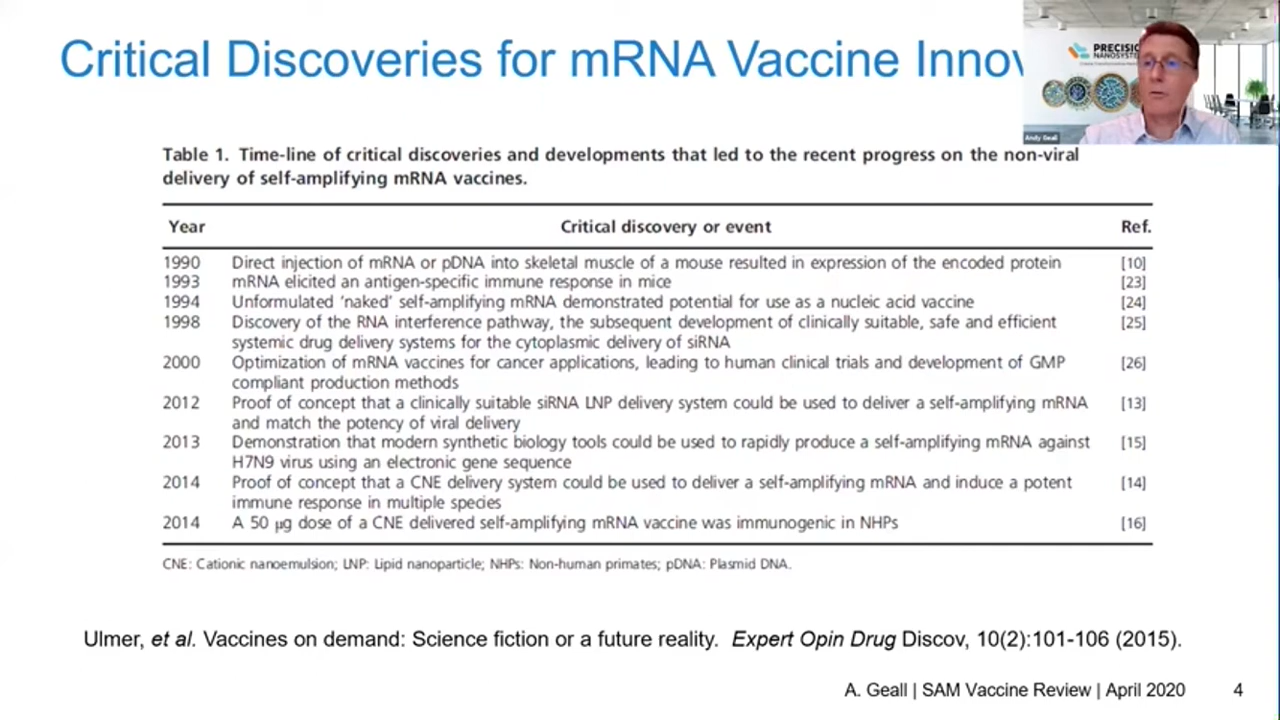 Critical Discoveries for mRNA Vaccine Innov
PRECISIO
NANOSYSTE
Andy Geall
Table 1. Time-line of critical discoveries and developments that led to the recent progress on the non-viral
delivery of self-amplifying mRNA vaccines.
Year Critical discovery or event Ref.
1990 Direct injection of mRNA or pDNA into skeletal muscle of a mouse resulted in expression of the encoded protein [10]
1993 mRNA elicited an antigen-specific immune response in mice [23]
1994 Unformulated ‘naked’ self-amplifying mRNA demonstrated potential for use as a nucleic acid vaccine [24]
1998 Discovery of the RNA interference pathway, the subsequent development of clinically suitable, safe and efficient [25]
systemic drug delivery systems for the cytoplasmic delivery of siRNA
2000 Optimization of mRNA vaccines for cancer applications, leading to human clinical trials and development of GMP [26]
compliant production methods
2012 Proof of concept that a clinically suitable siRNA LNP delivery system could be used to deliver a self-amplifying mRNA [13]
and match the potency of viral delivery
2013 Demonstration that modern synthetic biology tools could be used to rapidly produce a self-amplifying mRNA against [15]
H7N9 virus using an electronic gene sequence
2014 Proof of concept that a CNE delivery system could be used to deliver a self-amplifying mRNA and induce a potent [14]
immune response in multiple species
2014 A 50 µg dose of a CNE delivered self-amplifying mRNA vaccine was immunogenic in NHPs [16]
CNE: Cationic nanoemulsion; LNP: Lipid nanoparticle; NHPs: Non-human primates; pDNA: Plasmid DNA.
Ulmer, et al. Vaccines on demand: Science fiction or a future reality. Expert Opin Drug Discov, 10(2):101-106 (2015).
A. Geall | SAM Vaccine Review | April 2020 4